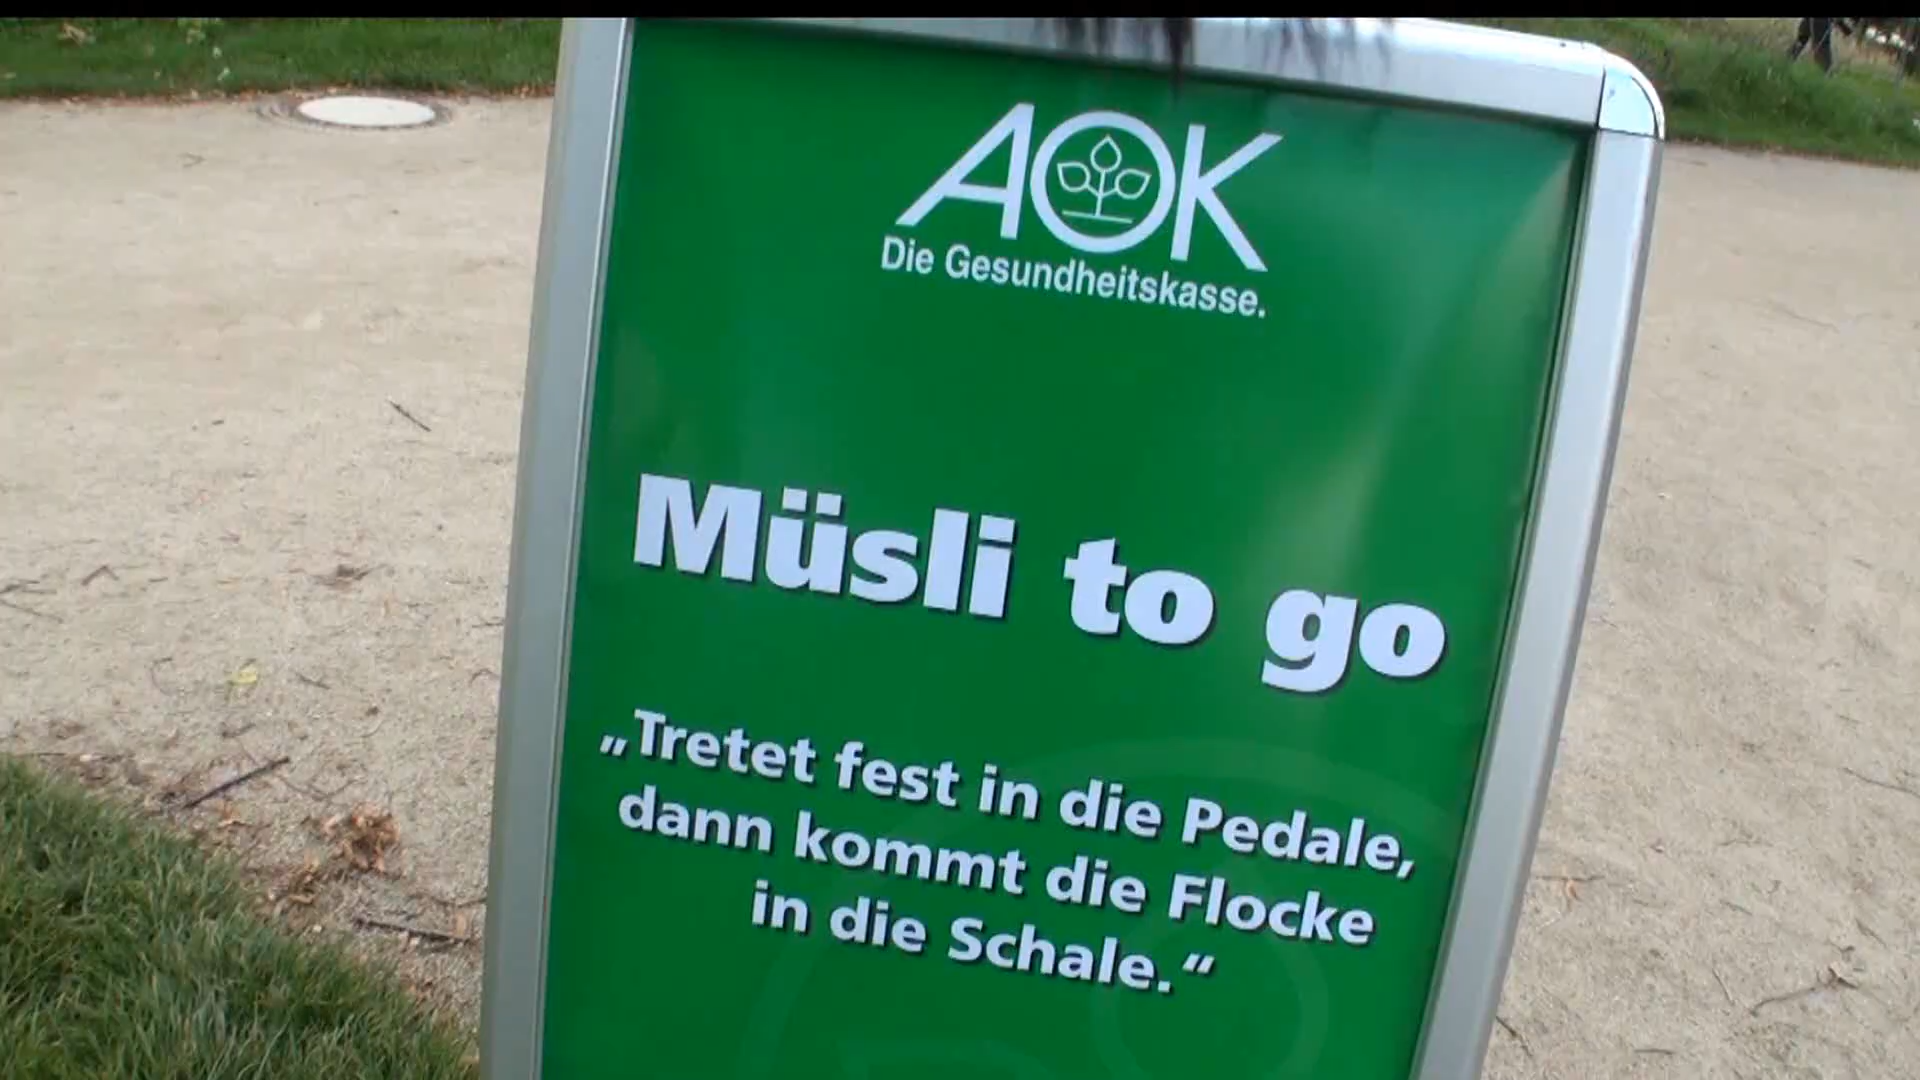 AOK
Die Gesundheitskasse.
Müsli to go
„Tretet fest in die Pedale,
dann kommt die Flocke
in die Schale.“